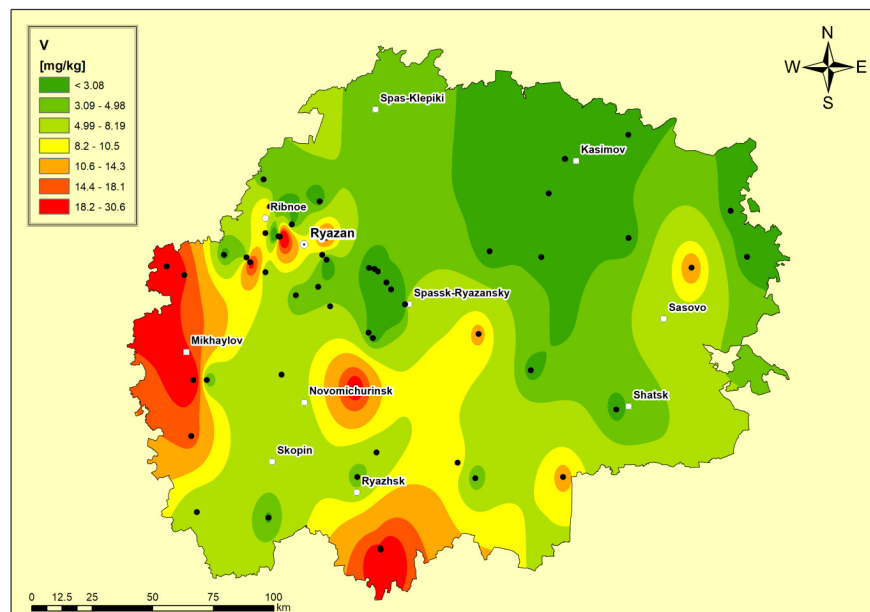 V
[mg/kg]
< 3.08
3.09 - 4.98
4.99 - 8.19
8.2 - 10.5
10.6 - 14.3
14.4 - 18.1
18.2 - 30.6
N
W E
S
Spas-Klepiki
Kasimov
Ribnoe
Ryazan
Spassk-Ryazansky
Sasovo
Mikhaylov
Novomichurinsk
Shatsk
Skopin
Ryazhsk
0 12.5 25 50 75 100
km